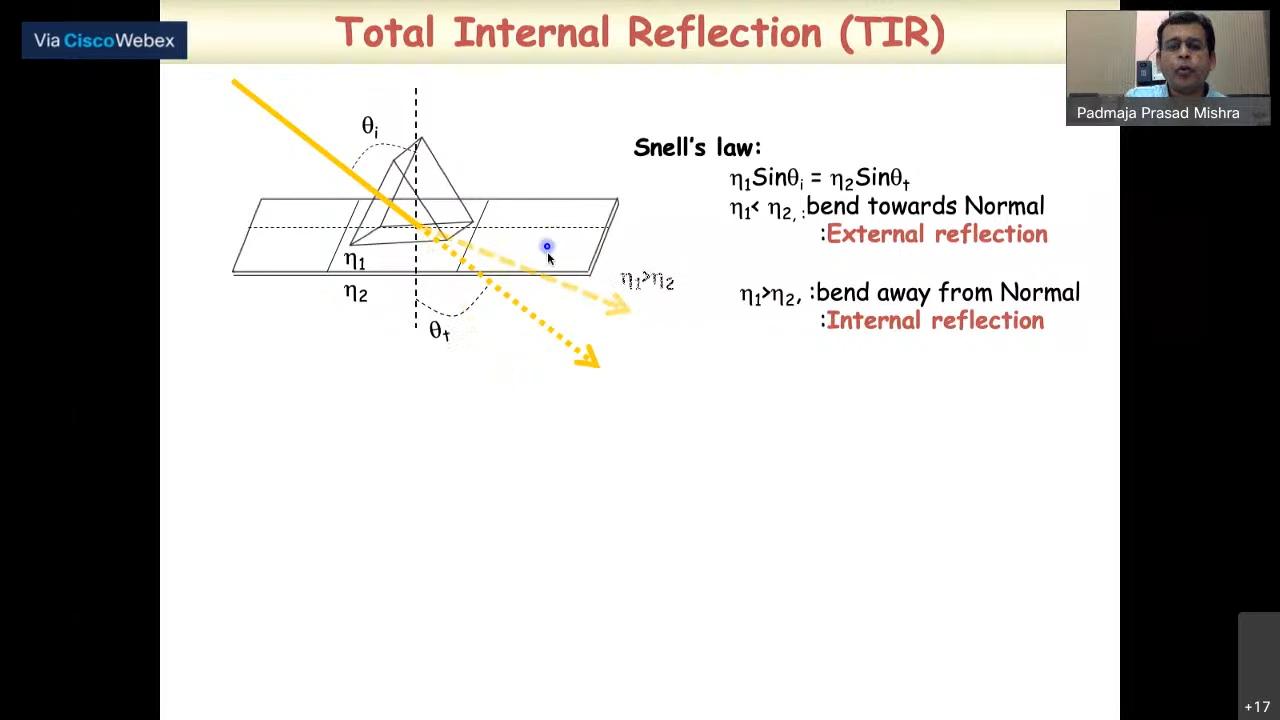 Total Internal Reflection (TIR)
Via CiscoWebex
Padmaja Prasad Mishra
θi
Snell's law:
η1Sinθi = η2Sinθt
η1< η2, :bend towards Normal
:External reflection
η1
η1>η2
η2
η1>η2, :bend away from Normal
:Internal reflection
θt
+17